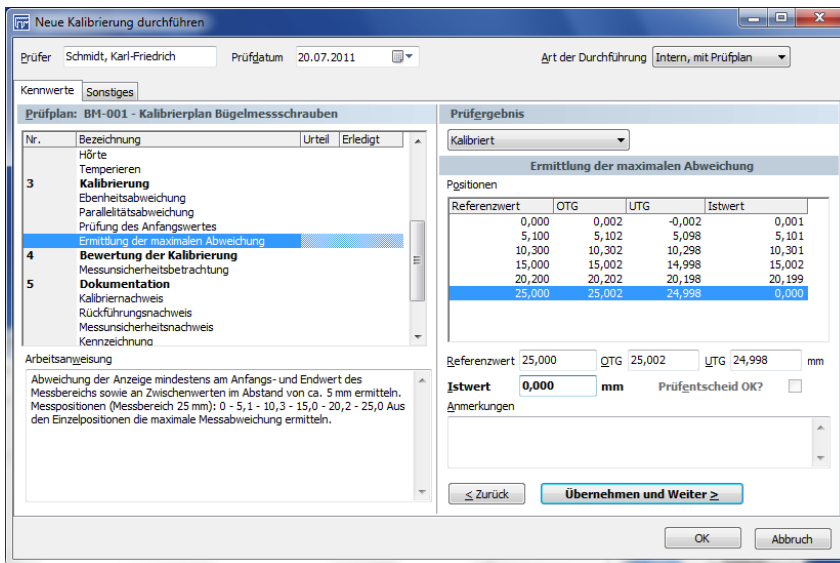 Neue Kalibrierung durchführen
Prüfer Schmidt, Karl-Friedrich Prüfdatum 20.07.2011 Art der Durchführung Intern, mit Prüfplan
Kennwerte Sonstiges
Prüfplan: BM-001 - Kalibrierplan Bügelmessschrauben
Nr. Bezeichnung Urteil Erledigt
Hörte
Temperieren
3 Kalibrierung
Ebenheitsabweichung
Parallelitätsabweichung
Prüfung des Anfangswertes
Ermittlung der maximalen Abweichung
4 Bewertung der Kalibrierung
Messunsicherheitsbetrachtung
5 Dokumentation
Kalibriernachweis
Rückführungsnachweis
Messunsicherheitsnachweis
Kennzeichnung
Arbeitsanweisung
Abweichung der Anzeige mindestens am Anfangs- und Endwert des
Messbereichs sowie an Zwischenwerten im Abstand von ca. 5 mm ermitteln.
Messpositionen (Messbereich 25 mm): 0 - 5,1 - 10,3 - 15,0 - 20,2 - 25,0 Aus
den Einzelpositionen die maximale Messabweichung ermitteln.
Prüfergebnis
Kalibriert
Ermittlung der maximalen Abweichung
Positionen
Referenzwert OTG UTG Istwert
0,000 0,002 -0,002 0,001
5,100 5,102 5,098 5,101
10,300 10,302 10,298 10,301
15,000 15,002 14,998 15,002
20,200 20,202 20,198 20,199
25,000 25,002 24,998 0,000
Referenzwert 25,000 OTG 25,002 UTG 24,998 mm
Istwert 0,000 mm Prüfentscheid OK?
Anmerkungen
< Zurück Übernehmen und Weiter >
OK Abbruch